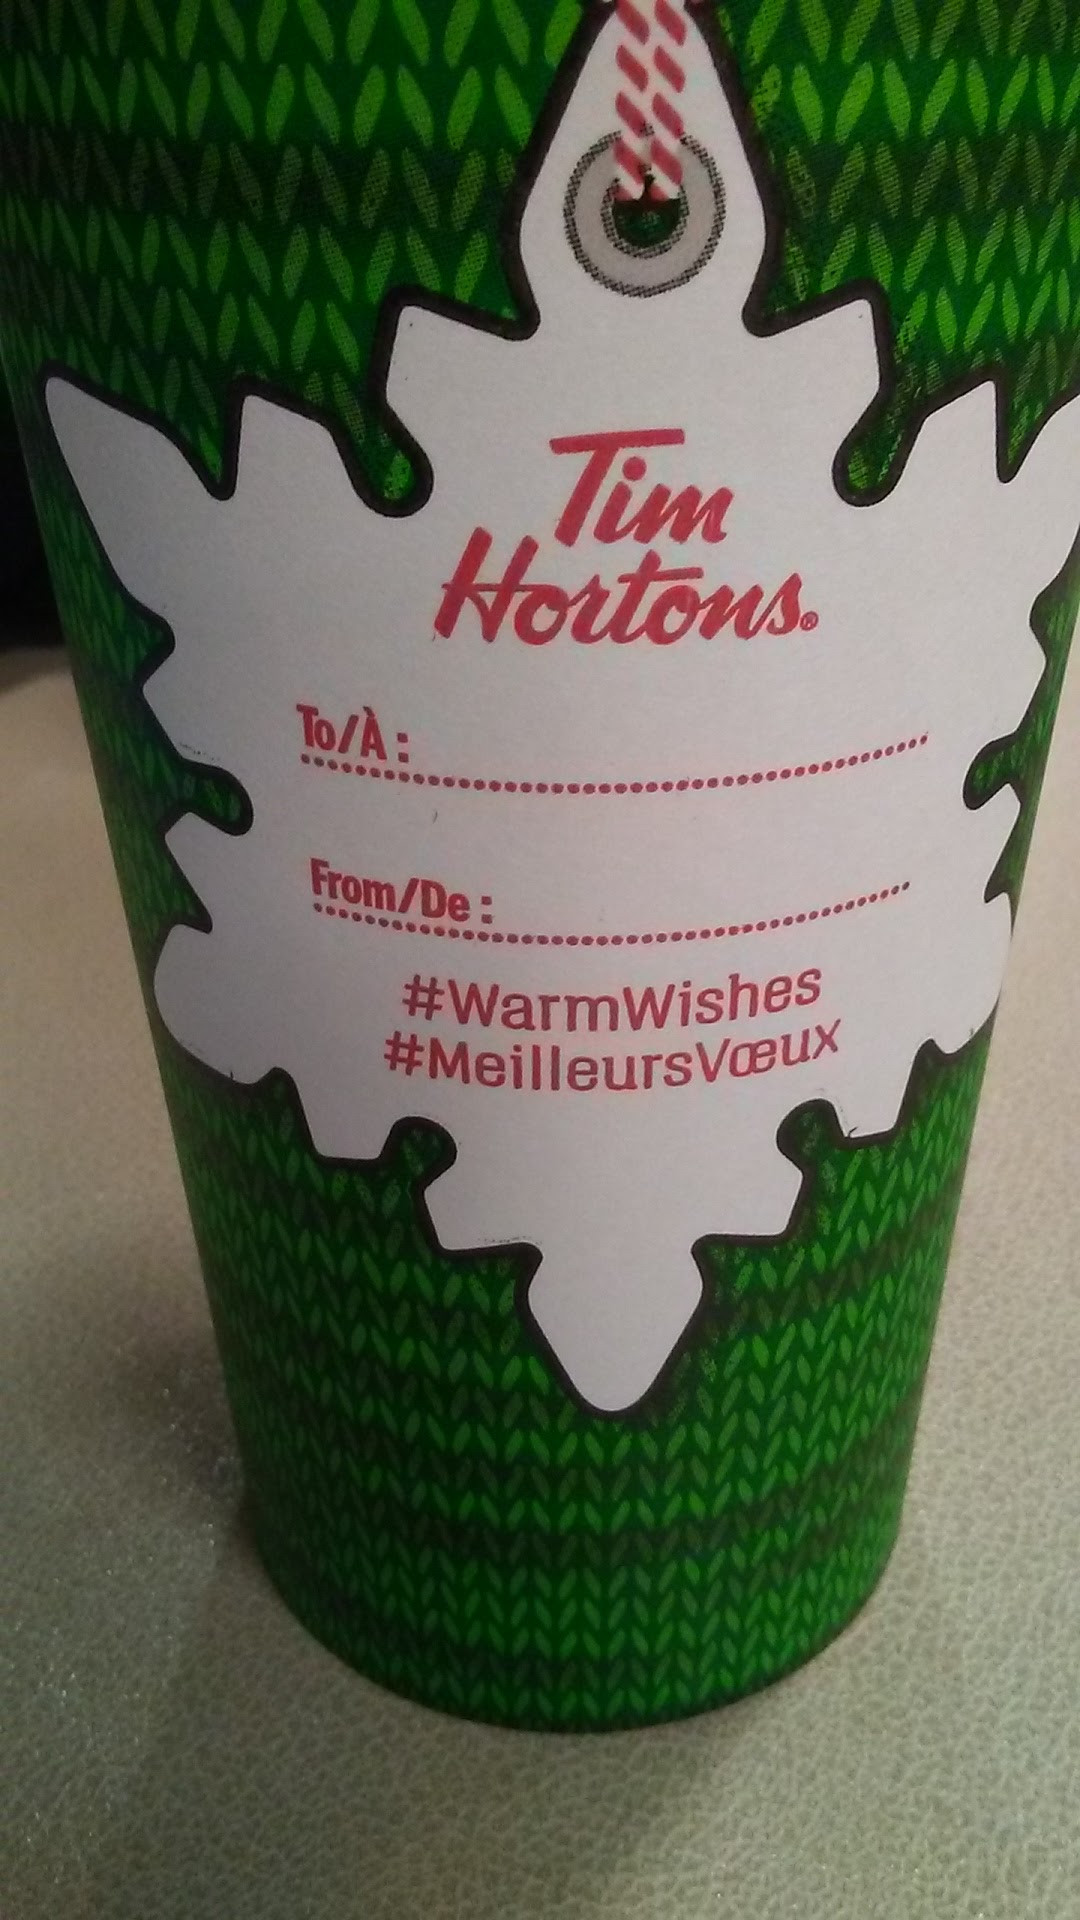 Tim
Hortons®
To/À :
From/De :
#WarmWishes
#MeilleursVœux